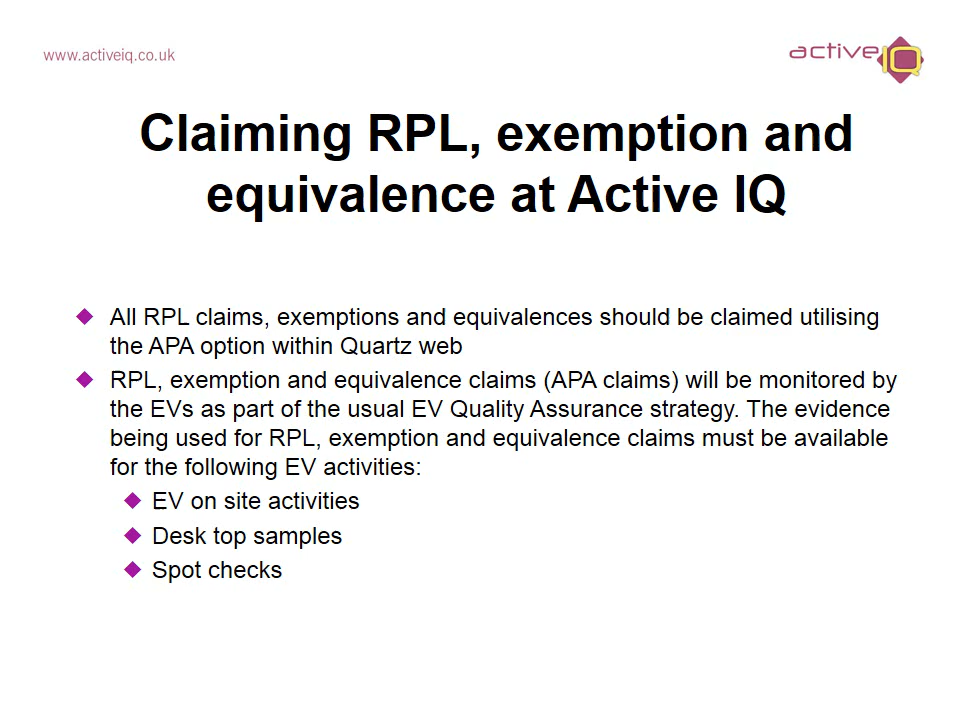 www.activeiq.co.uk
active IQ
Claiming RPL, exemption and
equivalence at Active IQ
All RPL claims, exemptions and equivalences should be claimed utilising
the APA option within Quartz web
RPL, exemption and equivalence claims (APA claims) will be monitored by
the EVs as part of the usual EV Quality Assurance strategy. The evidence
being used for RPL, exemption and equivalence claims must be available
for the following EV activities:
EV on site activities
Desk top samples
Spot checks